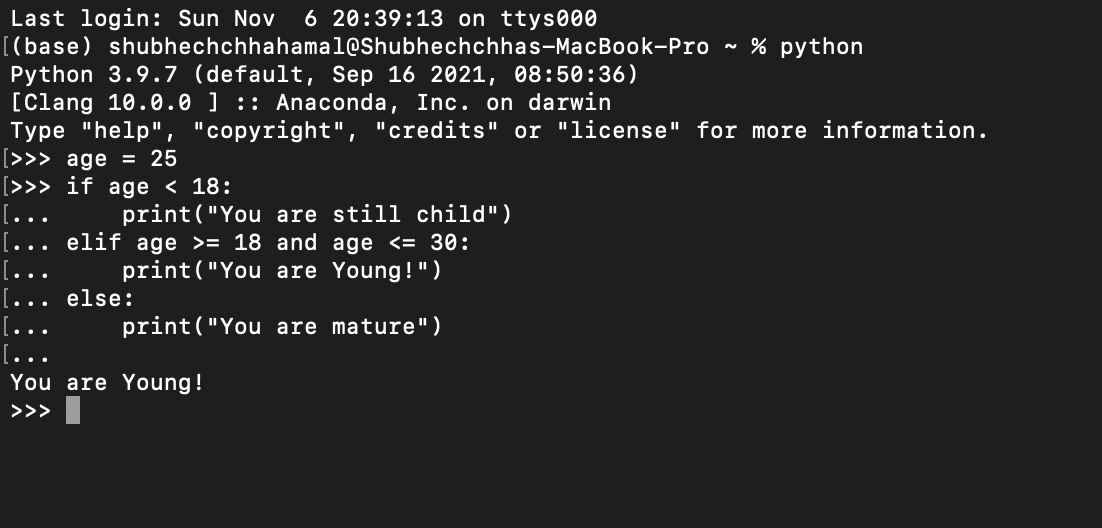 Last login: Sun Nov  6 20:39:13 on ttys000
[(base) shubhechchhahamal@Shubhechchhas-MacBook-Pro ~ % python
Python 3.9.7 (default, Sep 16 2021, 08:50:36)
[Clang 10.0.0 ] :: Anaconda, Inc. on darwin
Type "help", "copyright", "credits" or "license" for more information.
[>>> age = 25
[>>> if age < 18:
[...     print("You are still child")
[... elif age >= 18 and age <= 30:
[...     print("You are Young!")
[... else:
[...     print("You are mature")
[...
You are Young!
>>>